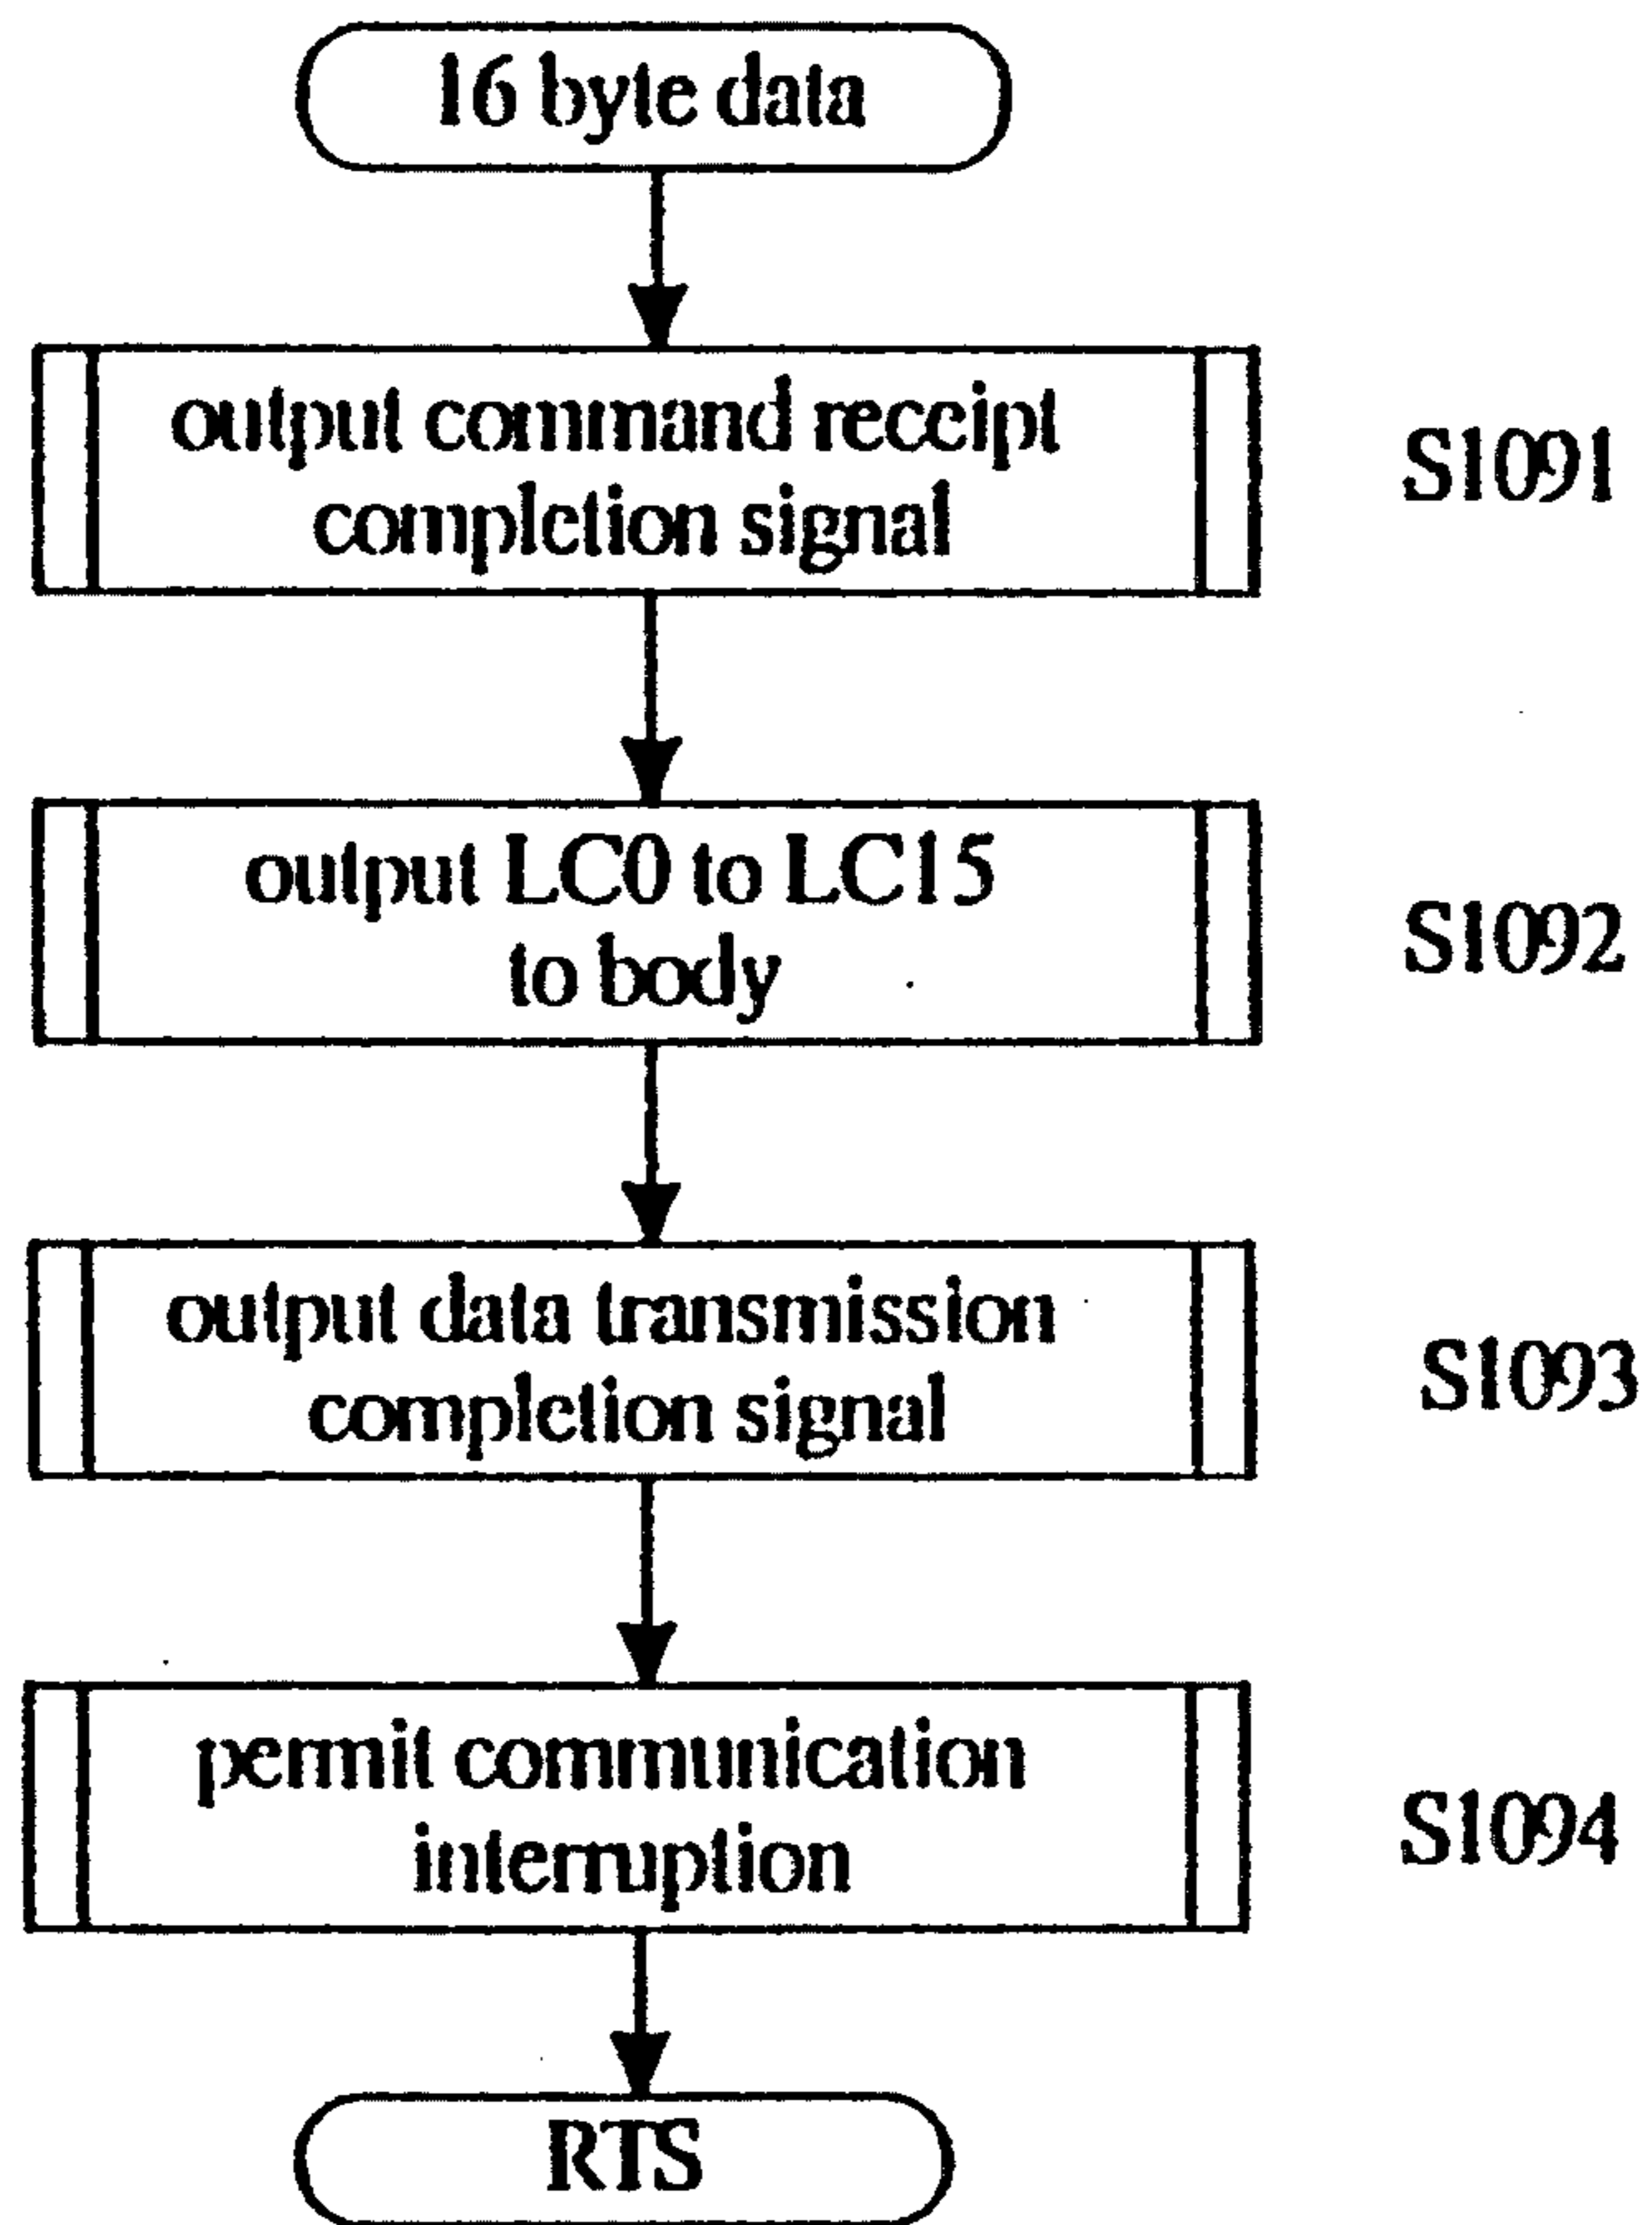 16 byte data
output command receipt
completion signal
S1091
output LC0 to LC15
to body
S1092
output data transmission
completion signal
S1093
permit communication
interruption
S1094
RTS